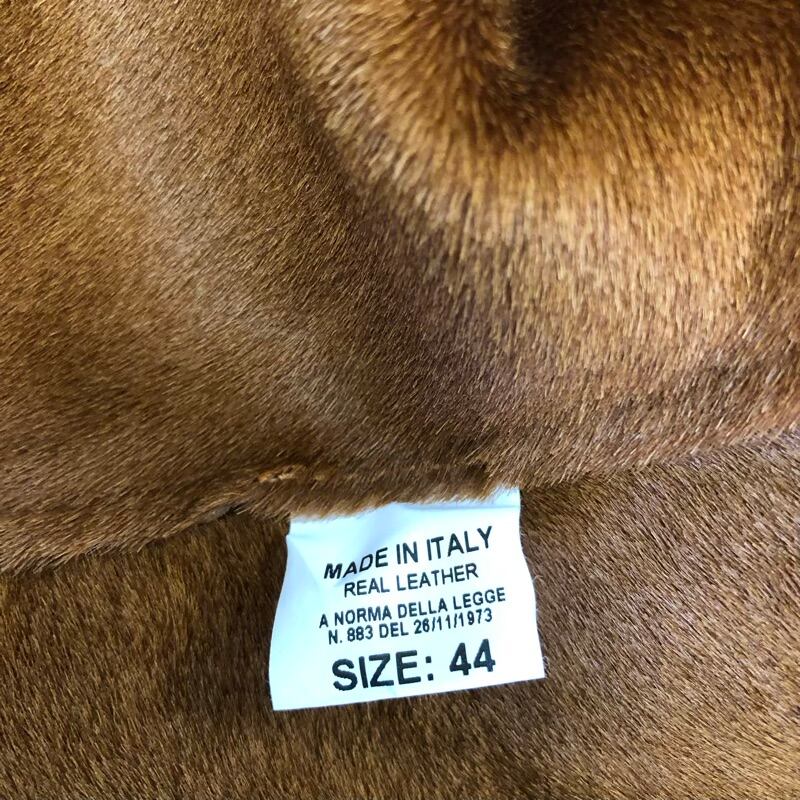 MADE IN ITALY
REAL LEATHER
A NORMA DELLA LEGGE
N. 883 DEL 26/11/1973
SIZE: 44